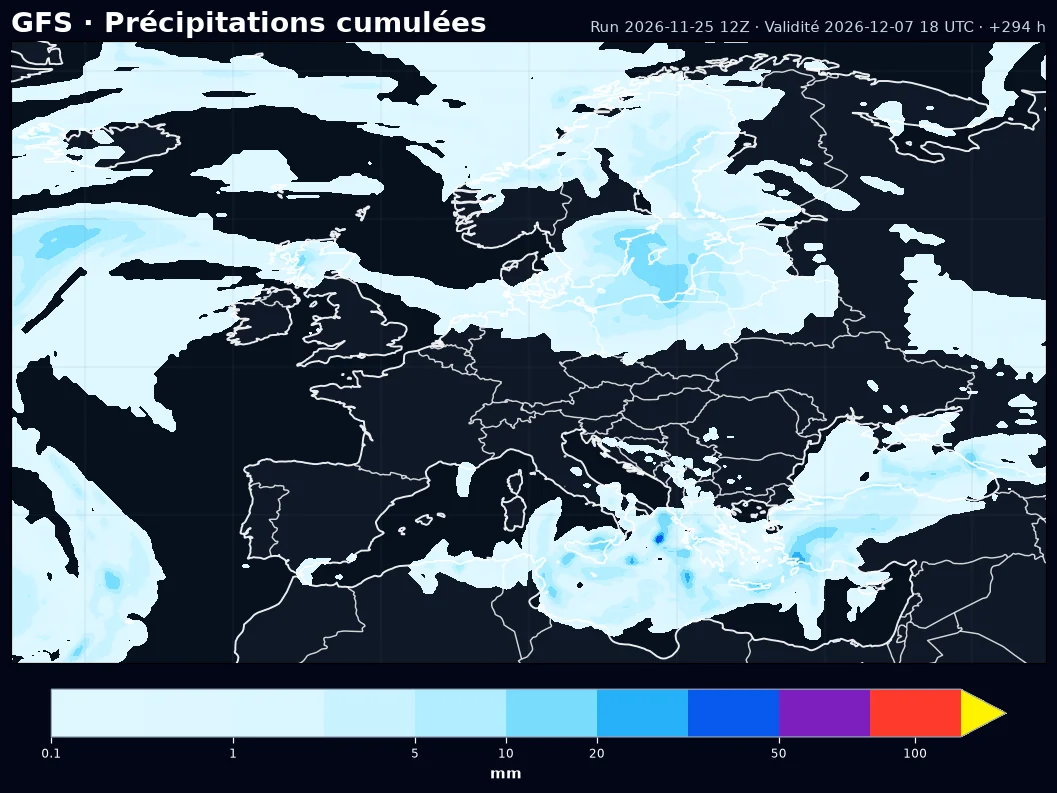 GFS · Précipitations cumulées
Run 2026-11-25 12Z · Validité 2026-12-07 18 UTC · +294 h
0.1 1 5 10 20 50 100
mm